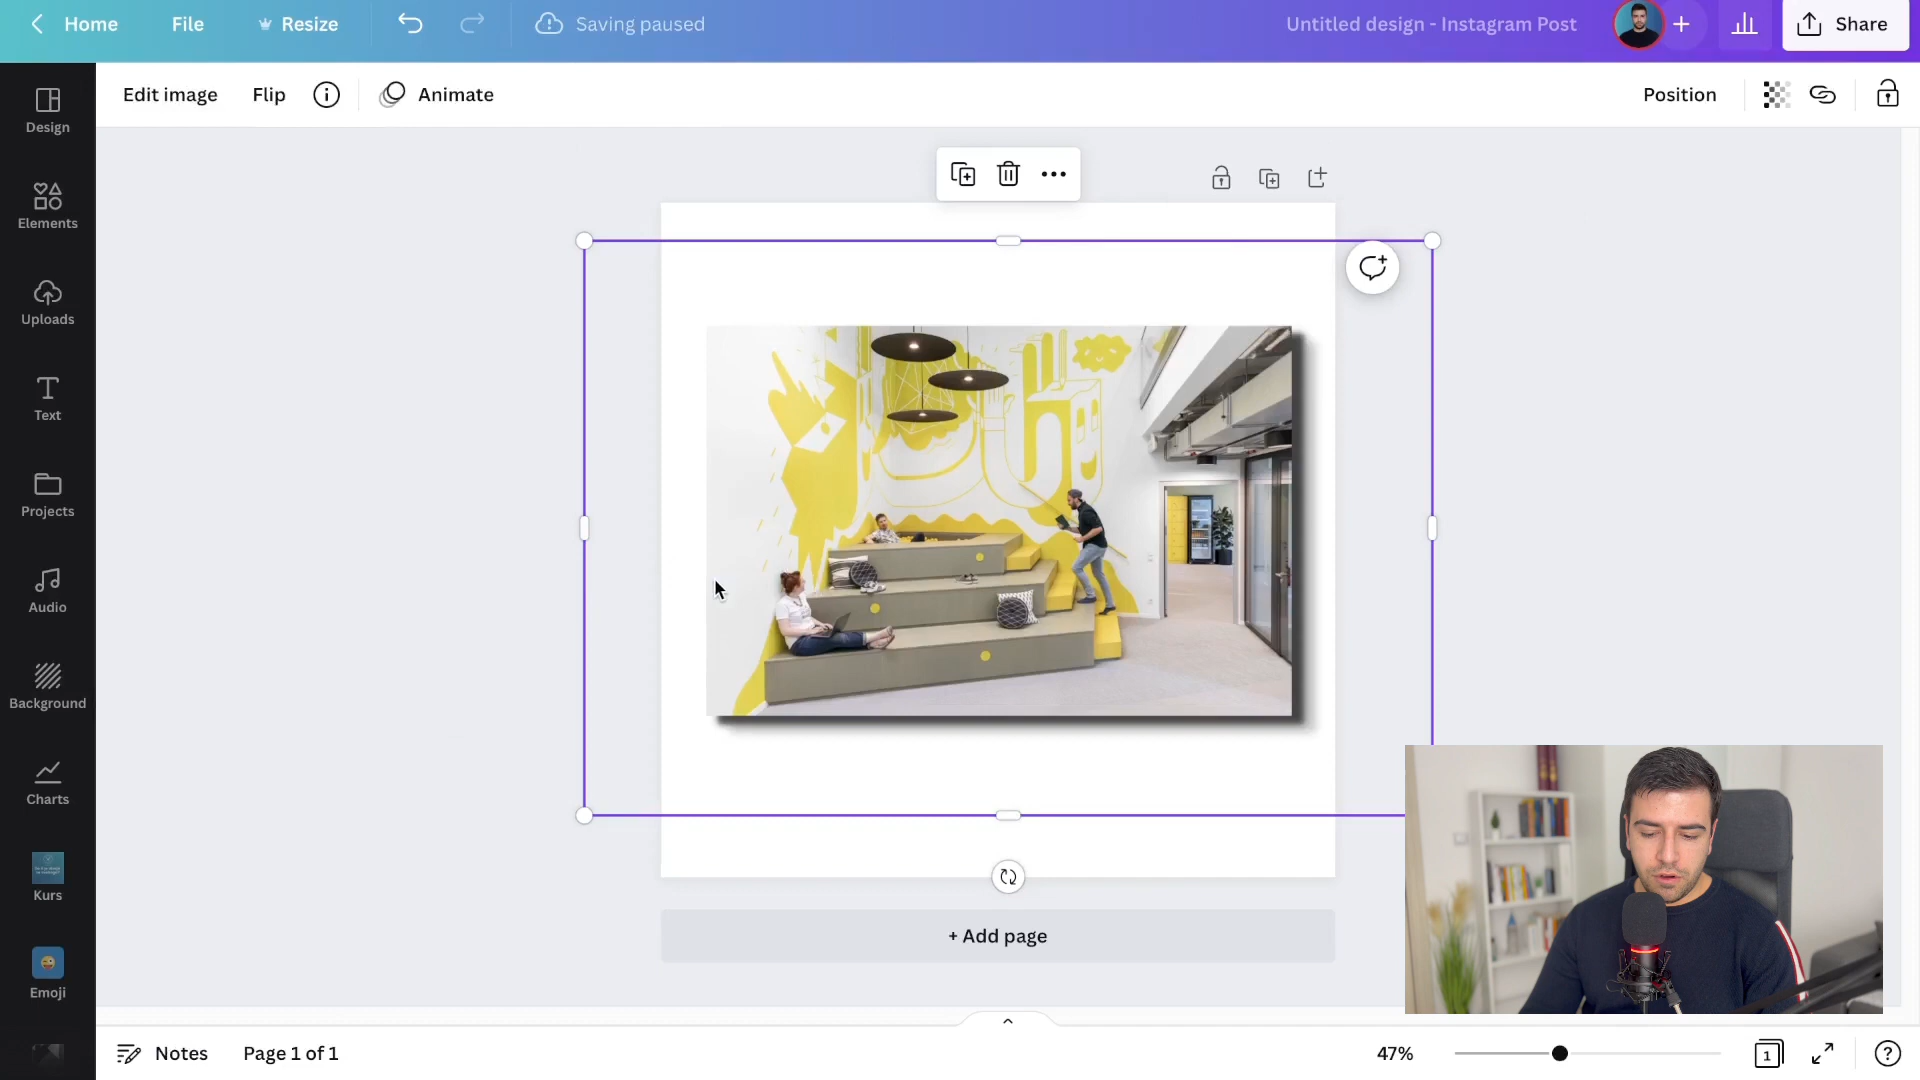 Home
File
Resize
Saving paused
Untitled design - Instagram Post
Share
Edit image
Flip
Animate
Position
Design
Elements
Uploads
Text
Projects
Audio
Background
Charts
Kurs
Emoji
+ Add page
Notes
Page 1 of 1
47%
1